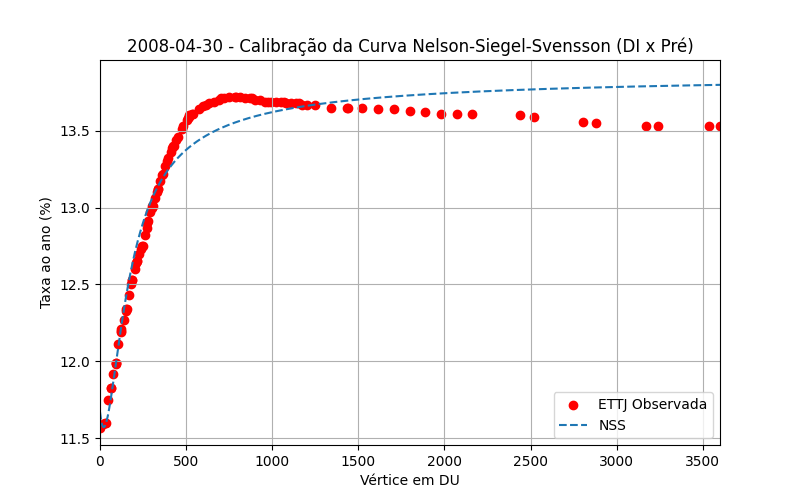 2008-04-30 - Calibração da Curva Nelson-Siegel-Svensson (DI x Pré)
Taxa ao ano (%)
13.5
13.0
12.5
12.0
11.5
ETTJ Observada
NSS
0 500 1000 1500 2000 2500 3000 3500
Vértice em DU